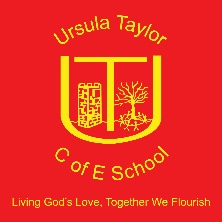 Ursula Taylor
C of E School
Living God's Love, Together We Flourish